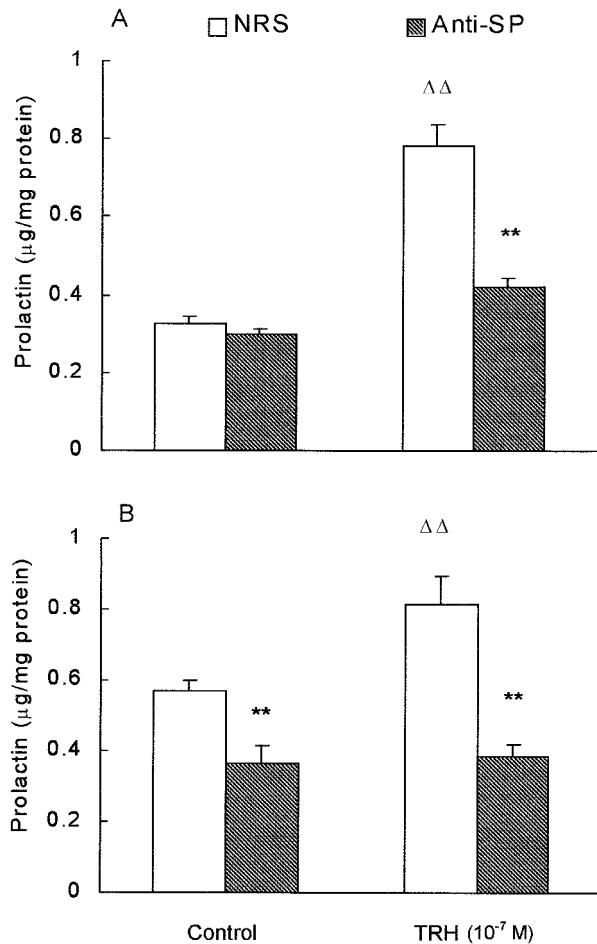 A NRS Anti-SP
1
ΔΔ
0.8
**
0.6
Prolactin (μg/mg protein)
0.4
0.2
0
B
1
ΔΔ
0.8
**
**
0.6
Prolactin (μg/mg protein)
0.4
0.2
0
Control TRH (10⁻⁷ M)